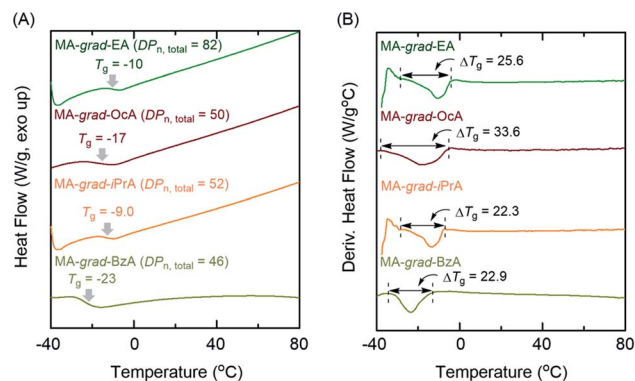 (A)
Heat Flow (W/g, exo up)
MA-grad-EA (DPn, total = 82)
Tg = -10
MA-grad-OcA (DPn, total = 50)
Tg = -17
MA-grad-iPrA (DPn, total = 52)
Tg = -9.0
MA-grad-BzA (DPn, total = 46)
Tg = -23
-40 0 40 80
Temperature (oC)
(B)
Deriv. Heat Flow (W/goC)
MA-grad-EA
ΔTg = 25.6
MA-grad-OcA
ΔTg = 33.6
MA-grad-iPrA
ΔTg = 22.3
MA-grad-BzA
ΔTg = 22.9
-40 0 40 80
Temperature (oC)